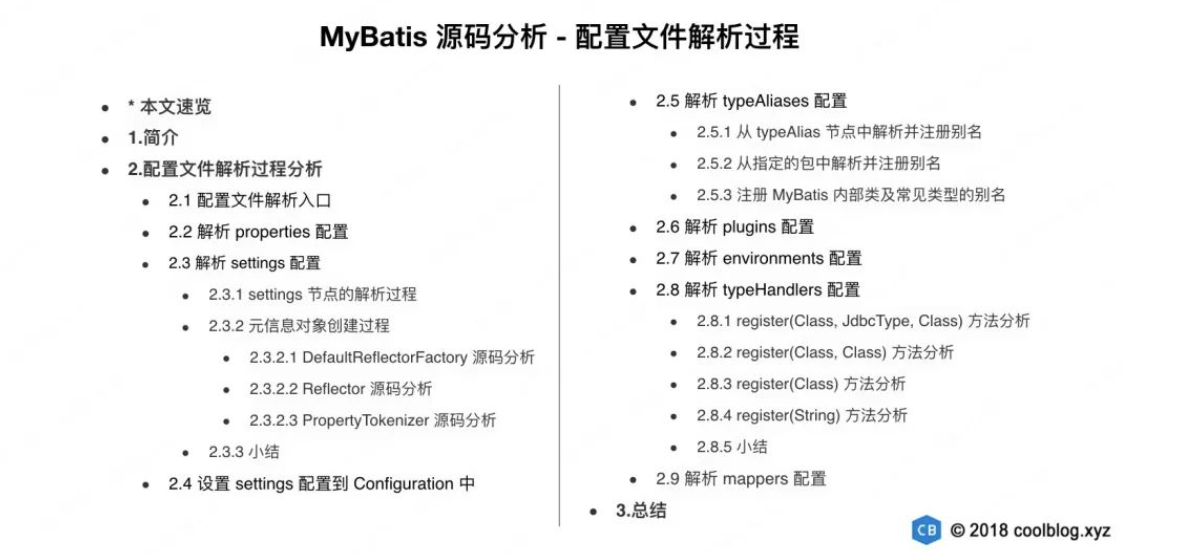 MyBatis 源码分析 - 配置文件解析过程
* 本文速览
1.简介
2.配置文件解析过程分析
2.1 配置文件解析入口
2.2 解析 properties 配置
2.3 解析 settings 配置
2.3.1 settings 节点的解析过程
2.3.2 元信息对象创建过程
2.3.2.1 DefaultReflectorFactory 源码分析
2.3.2.2 Reflector 源码分析
2.3.2.3 PropertyTokenizer 源码分析
2.3.3 小结
2.4 设置 settings 配置到 Configuration 中
2.5 解析 typeAliases 配置
2.5.1 从 typeAlias 节点中解析并注册别名
2.5.2 从指定的包中解析并注册别名
2.5.3 注册 MyBatis 内部类及常见类型的别名
2.6 解析 plugins 配置
2.7 解析 environments 配置
2.8 解析 typeHandlers 配置
2.8.1 register(Class, JdbcType, Class) 方法分析
2.8.2 register(Class, Class) 方法分析
2.8.3 register(Class) 方法分析
2.8.4 register(String) 方法分析
2.8.5 小结
2.9 解析 mappers 配置
3.总结
CB © 2018 coolblog.xyz